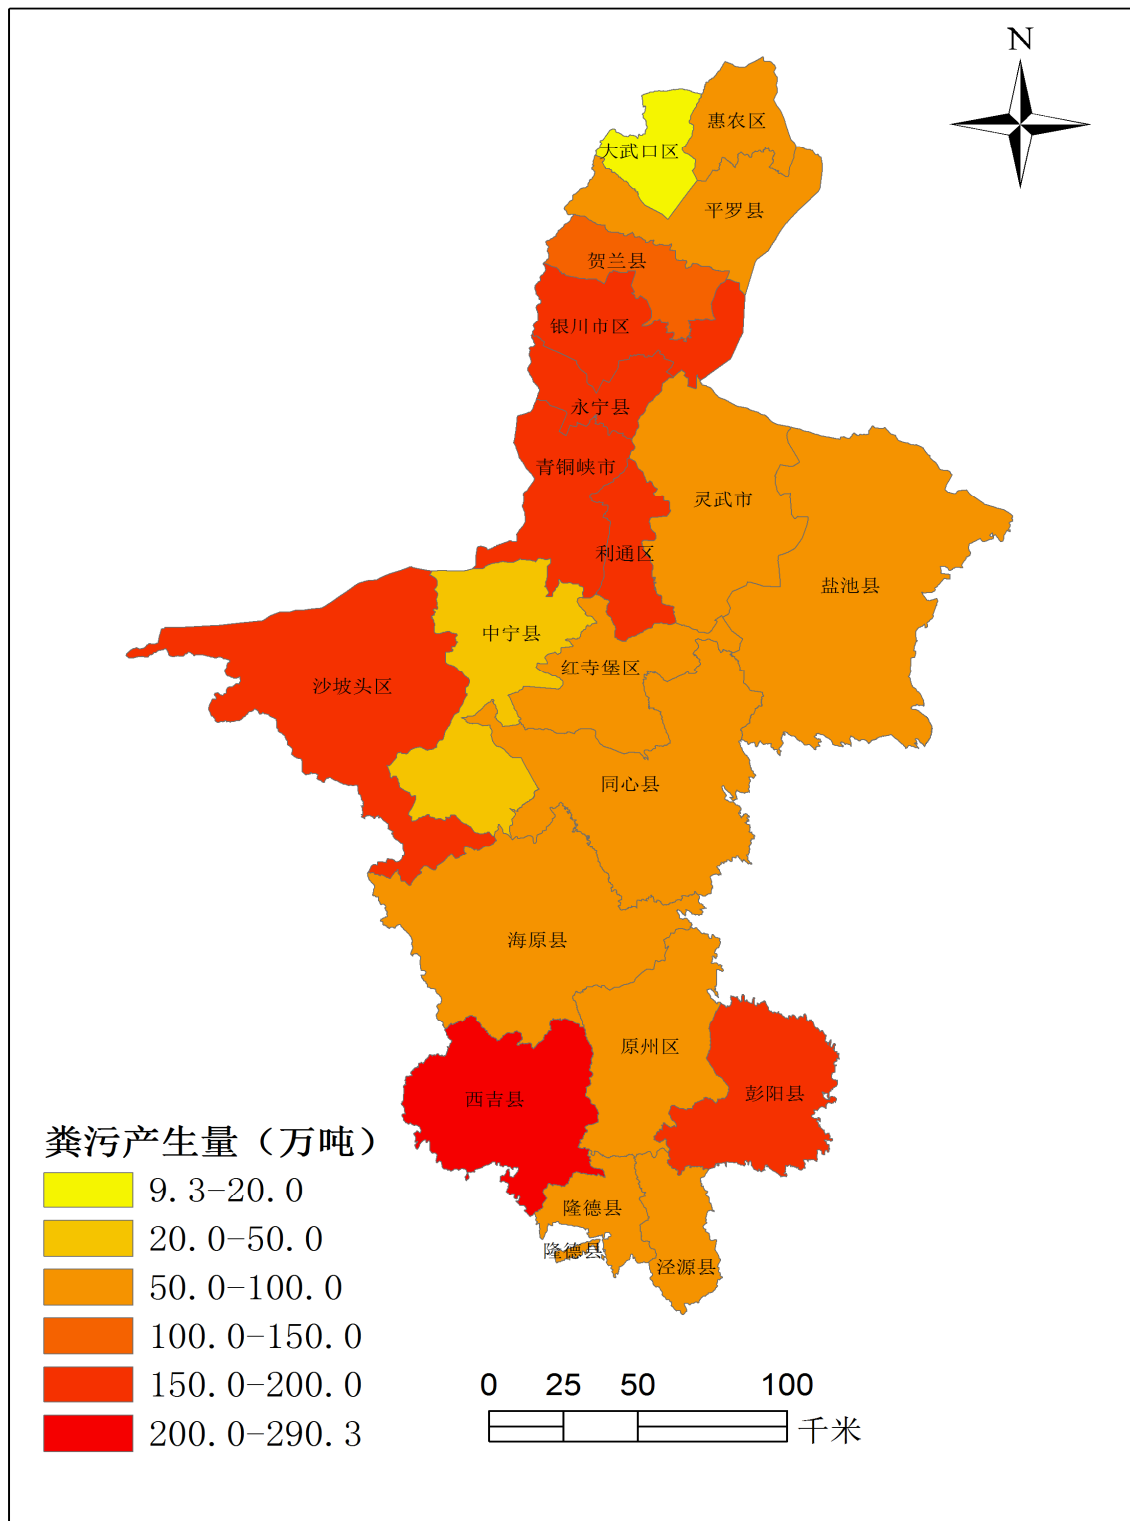 N
惠农区
大武口区
平罗县
贺兰县
银川市区
永宁县
青铜峡市
灵武市
利通区
盐池县
中宁县
红寺堡区
沙坡头区
同心县
海原县
原州区
彭阳县
西吉县
隆德县
隆德县
泾源县
粪污产生量（万吨）
9.3-20.0
20.0-50.0
50.0-100.0
100.0-150.0
150.0-200.0
200.0-290.3
0 25 50 100
千米